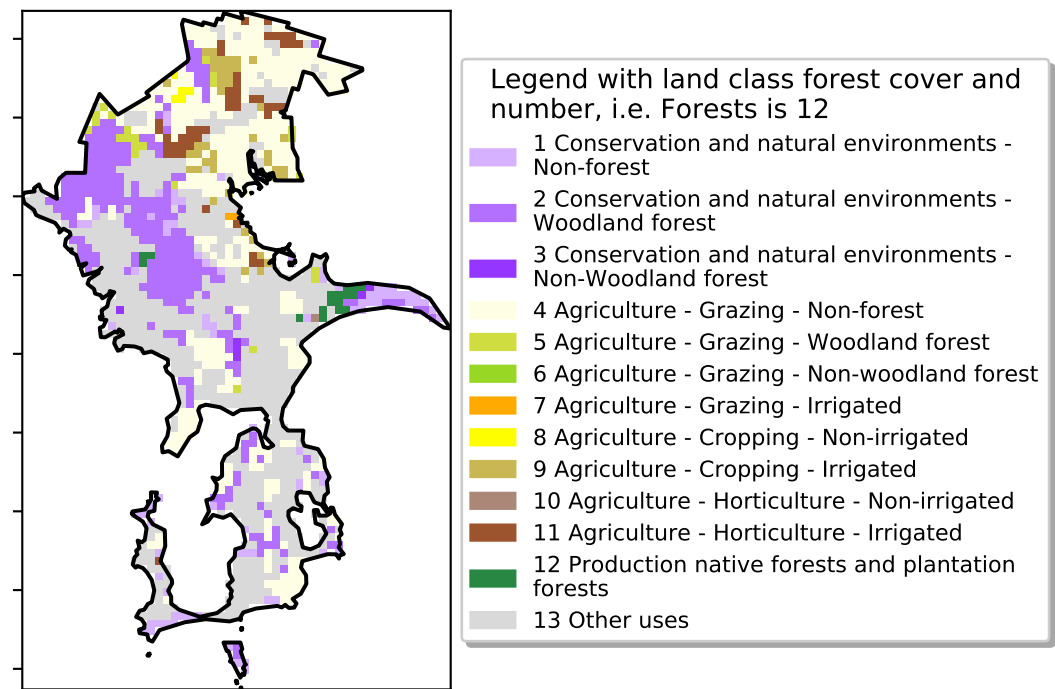 Legend with land class forest cover and
number, i.e. Forests is 12
1 Conservation and natural environments -
Non-forest
2 Conservation and natural environments -
Woodland forest
3 Conservation and natural environments -
Non-Woodland forest
4 Agriculture - Grazing - Non-forest
5 Agriculture - Grazing - Woodland forest
6 Agriculture - Grazing - Non-woodland forest
7 Agriculture - Grazing - Irrigated
8 Agriculture - Cropping - Non-irrigated
9 Agriculture - Cropping - Irrigated
10 Agriculture - Horticulture - Non-irrigated
11 Agriculture - Horticulture - Irrigated
12 Production native forests and plantation
forests
13 Other uses